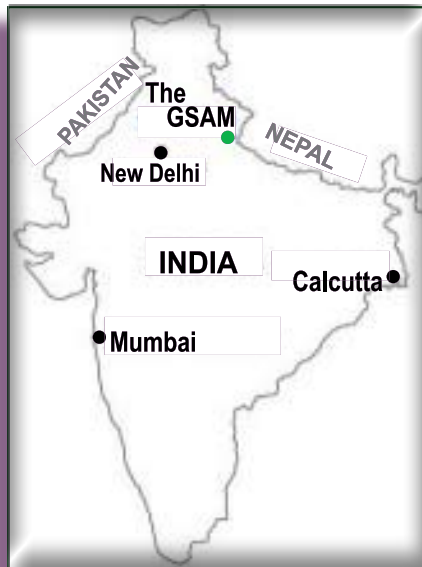 PAKISTAN
The
GSAM
NEPAL
New Delhi
INDIA
Calcutta
Mumbai